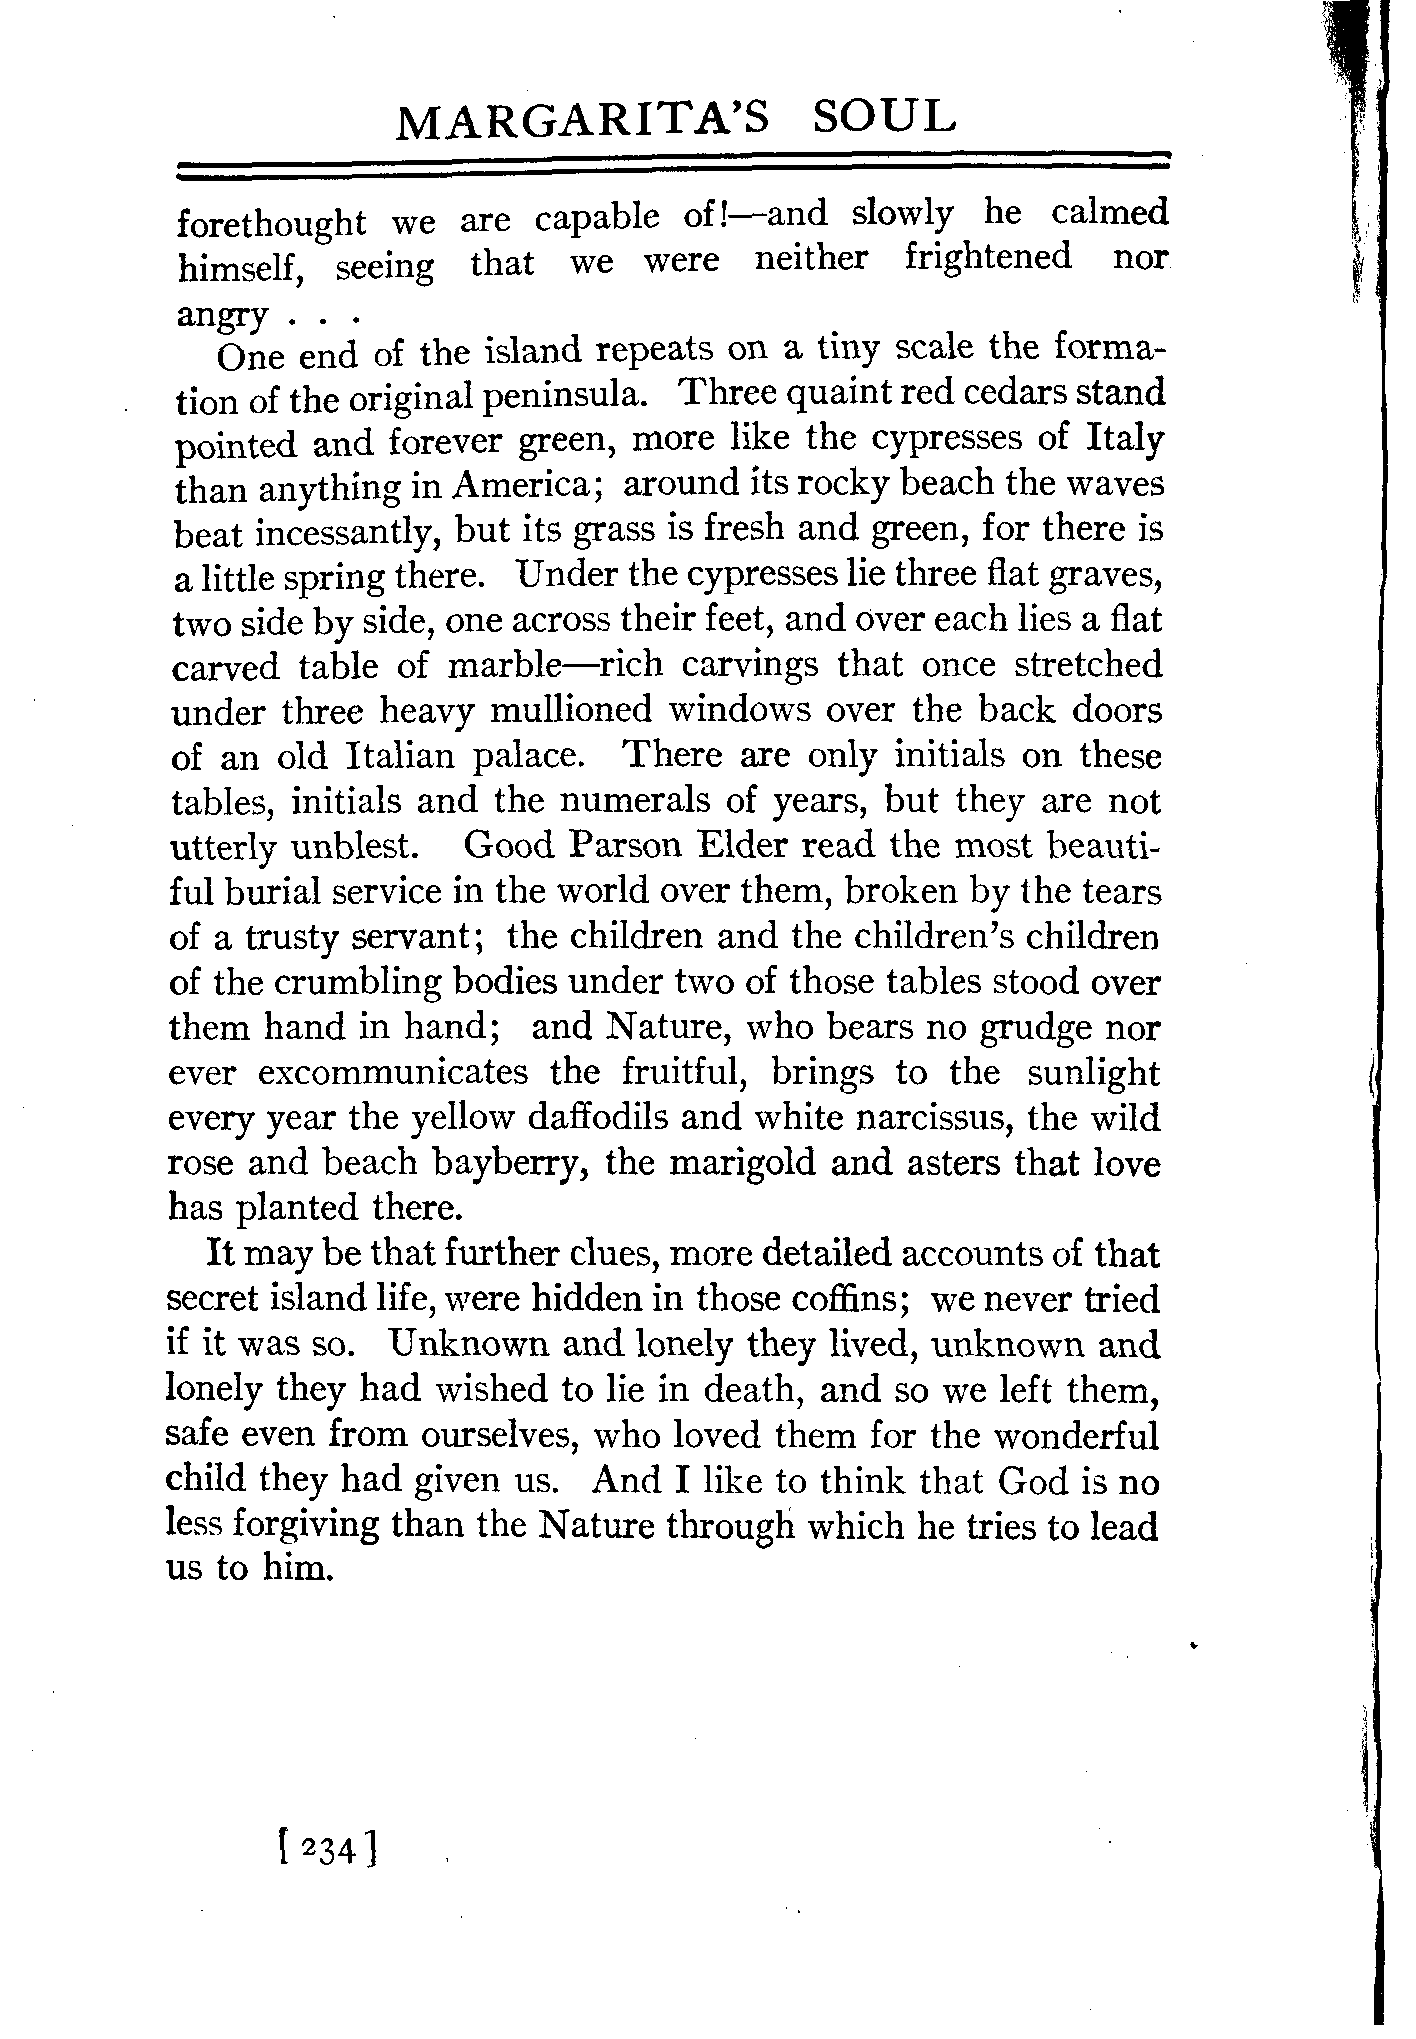 MARGARITA'S SOUL
forethought we are capable of!—and slowly he calmed
himself, seeing that we were neither frightened nor
angry . . .
One end of the island repeats on a tiny scale the forma-
tion of the original peninsula. Three quaint red cedars stand
pointed and forever green, more like the cypresses of Italy
than anything in America; around its rocky beach the waves
beat incessantly, but its grass is fresh and green, for there is
a little spring there. Under the cypresses lie three flat graves,
two side by side, one across their feet, and over each lies a flat
carved table of marble—rich carvings that once stretched
under three heavy mullioned windows over the back doors
of an old Italian palace. There are only initials on these
tables, initials and the numerals of years, but they are not
utterly unblest. Good Parson Elder read the most beauti-
ful burial service in the world over them, broken by the tears
of a trusty servant; the children and the children's children
of the crumbling bodies under two of those tables stood over
them hand in hand; and Nature, who bears no grudge nor
ever excommunicates the fruitful, brings to the sunlight
every year the yellow daffodils and white narcissus, the wild
rose and beach bayberry, the marigold and asters that love
has planted there.
It may be that further clues, more detailed accounts of that
secret island life, were hidden in those coffins; we never tried
if it was so. Unknown and lonely they lived, unknown and
lonely they had wished to lie in death, and so we left them,
safe even from ourselves, who loved them for the wonderful
child they had given us. And I like to think that God is no
less forgiving than the Nature through which he tries to lead
us to him.
[ 234 ]